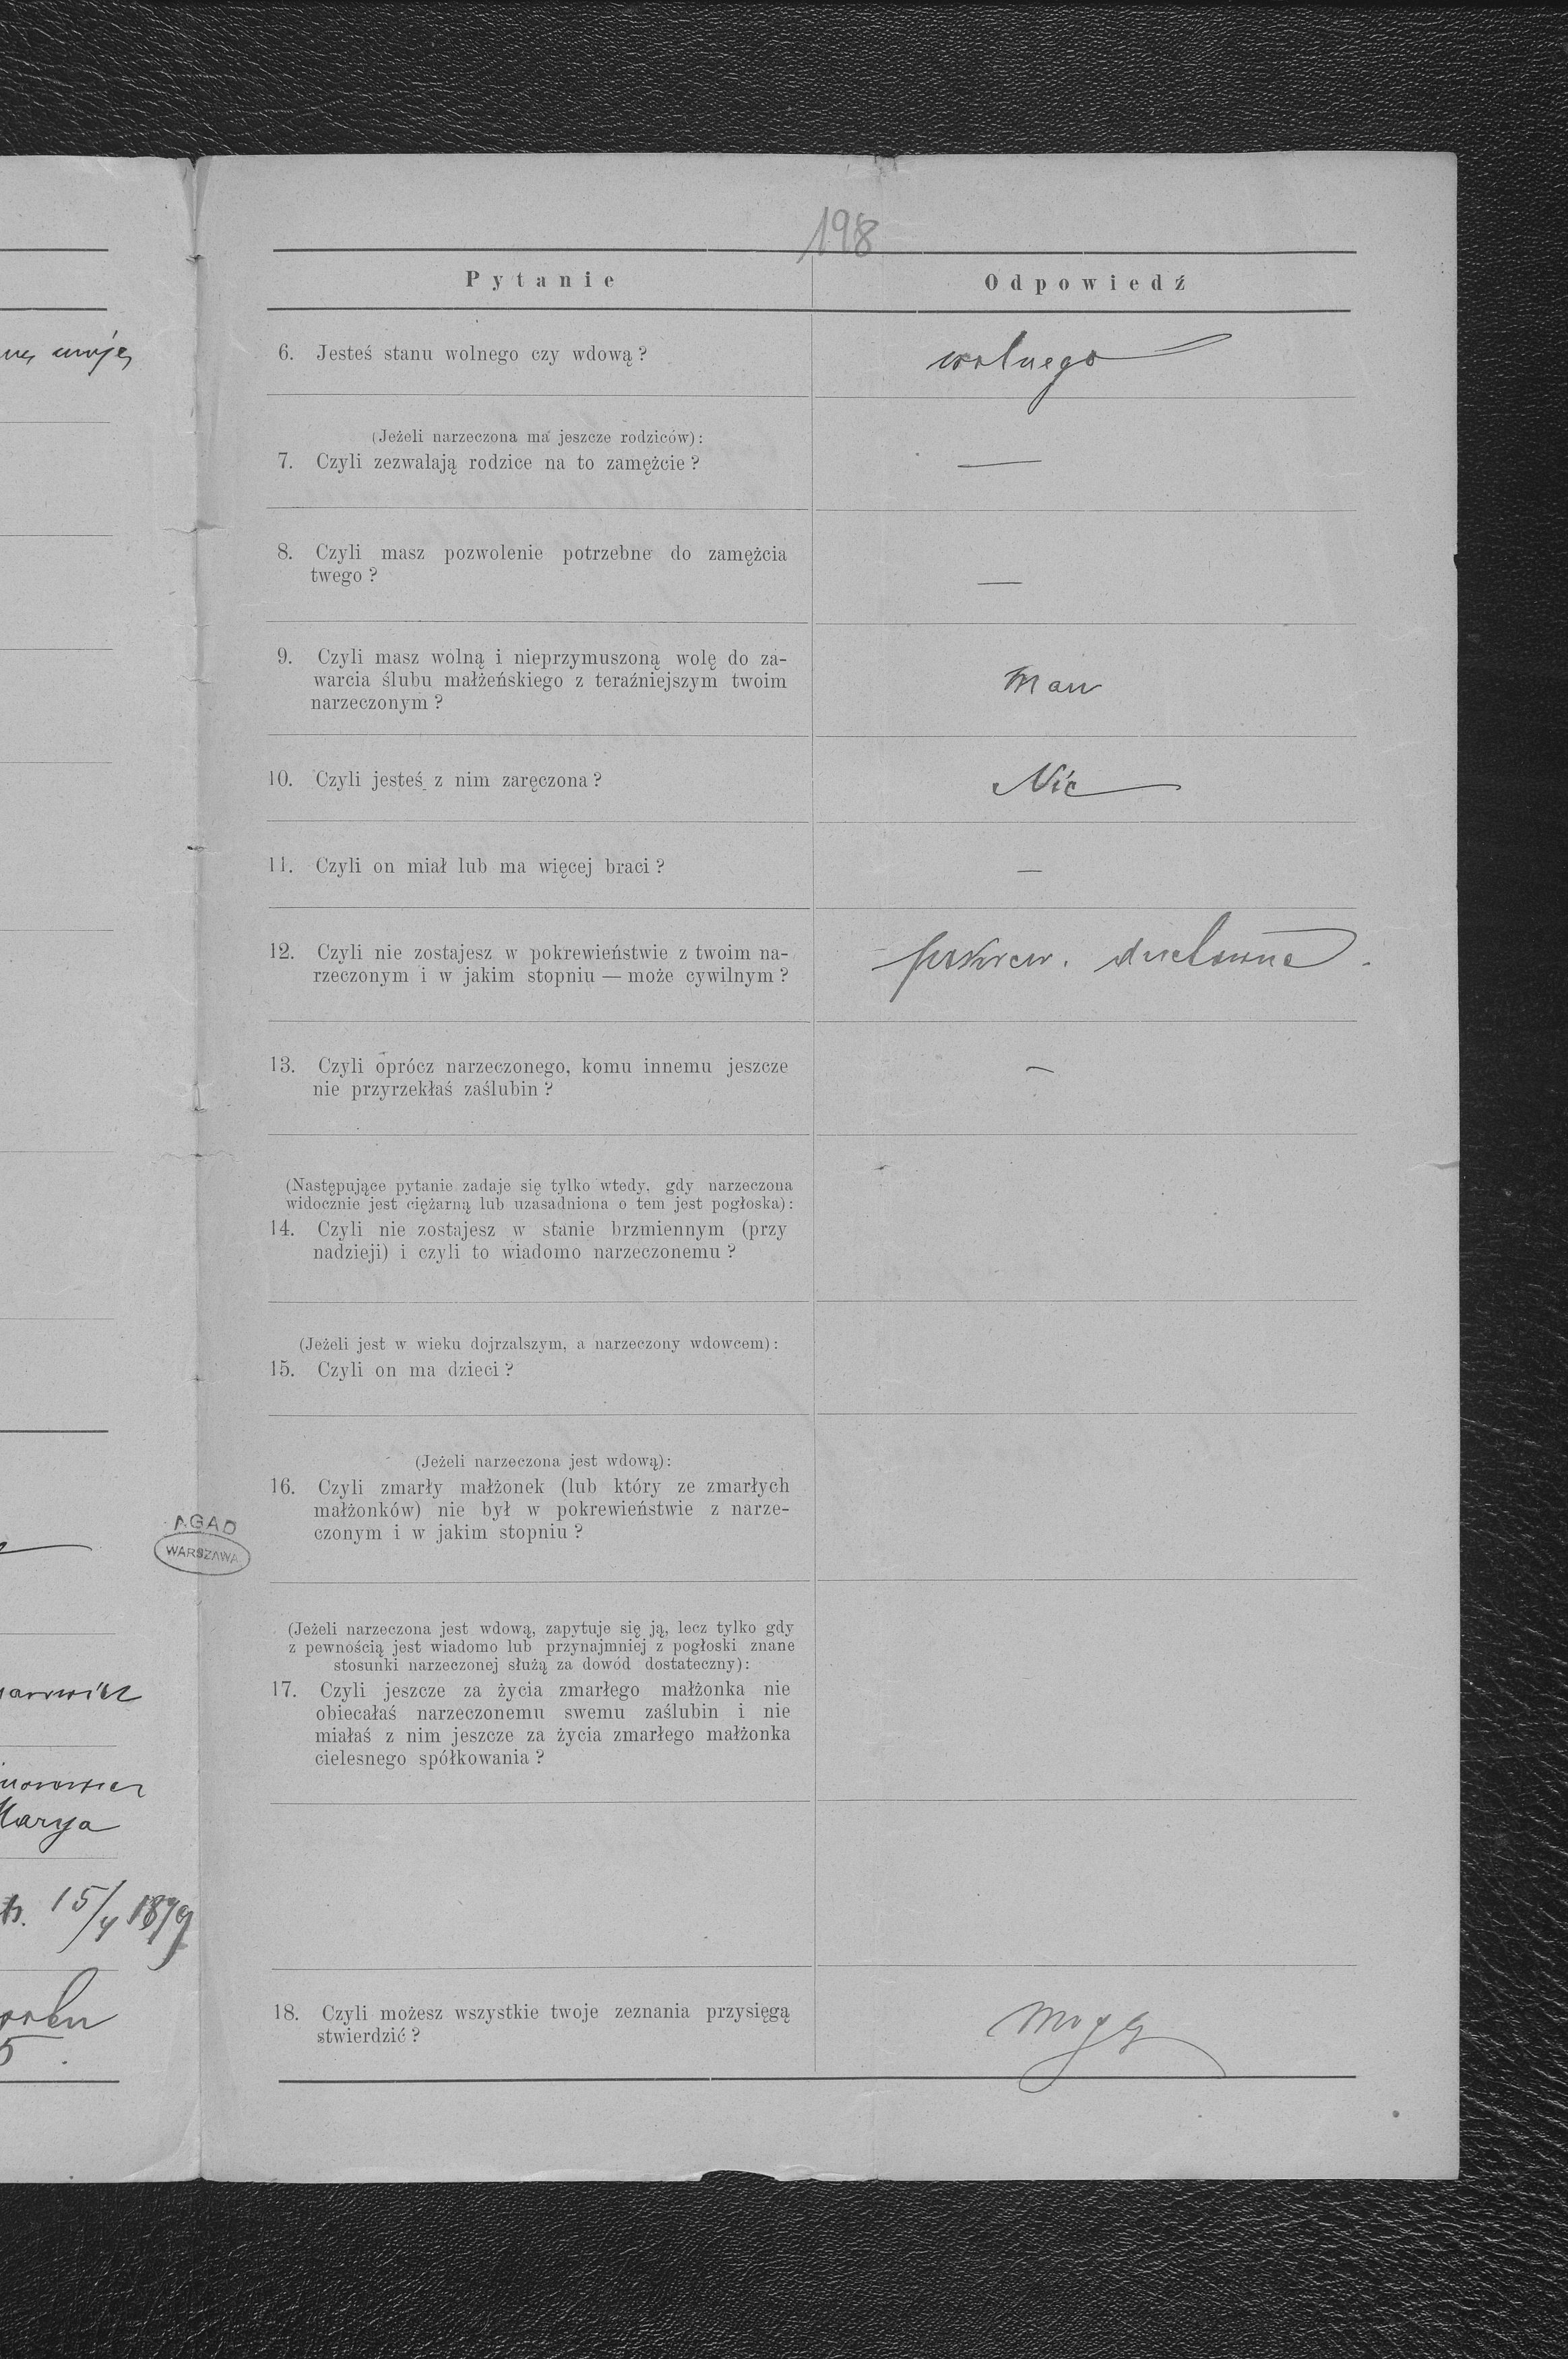 198
Pytanie
Odpowiedź
6. Jesteś stanu wolnego czy wdową?
wolnego
(Jeżeli narzeczona ma jeszcze rodziców):
7. Czyli zezwalają rodzice na to zamężcie?
—
8. Czyli masz pozwolenie potrzebne do zamężcia
twego?
—
9. Czyli masz wolną i nieprzymuszoną wolę do za-
warcia ślubu małżeńskiego z teraźniejszym twoim
narzeczonym?
Mam
10. Czyli jesteś z nim zaręczona?
Nie
11. Czyli on miał lub ma więcej braci?
—
12. Czyli nie zostajesz w pokrewieństwie z twoim na-
rzeczonym i w jakim stopniu — może cywilnym?
pokrew. duchowne.
13. Czyli oprócz narzeczonego, komu innemu jeszcze
nie przyrzekłaś zaślubin?
—
(Następujące pytanie zadaje się tylko wtedy, gdy narzeczona
widocznie jest ciężarną lub uzasadniona o tem jest pogłoska):
14. Czyli nie zostajesz w stanie brzmiennym (przy
nadzieji) i czyli to wiadomo narzeczonemu?
(Jeżeli jest w wieku dojrzalszym, a narzeczony wdowcem):
15. Czyli on ma dzieci?
(Jeżeli narzeczona jest wdową):
16. Czyli zmarły małżonek (lub który ze zmarłych
małżonków) nie był w pokrewieństwie z narze-
czonym i w jakim stopniu?
(Jeżeli narzeczona jest wdową, zapytuje się ją, lecz tylko gdy
z pewnością jest wiadomo lub przynajmniej z pogłoski znane
stosunki narzeczonej służą za dowód dostateczny):
17. Czyli jeszcze za życia zmarłego małżonka nie
obiecałaś narzeczonemu swemu zaślubin i nie
miałaś z nim jeszcze za życia zmarłego małżonka
cielesnego spółkowania?
18. Czyli możesz wszystkie twoje zeznania przysięgą
stwierdzić?
Mogę
AGAD
WARSZAWA
Marya
15/4 1879